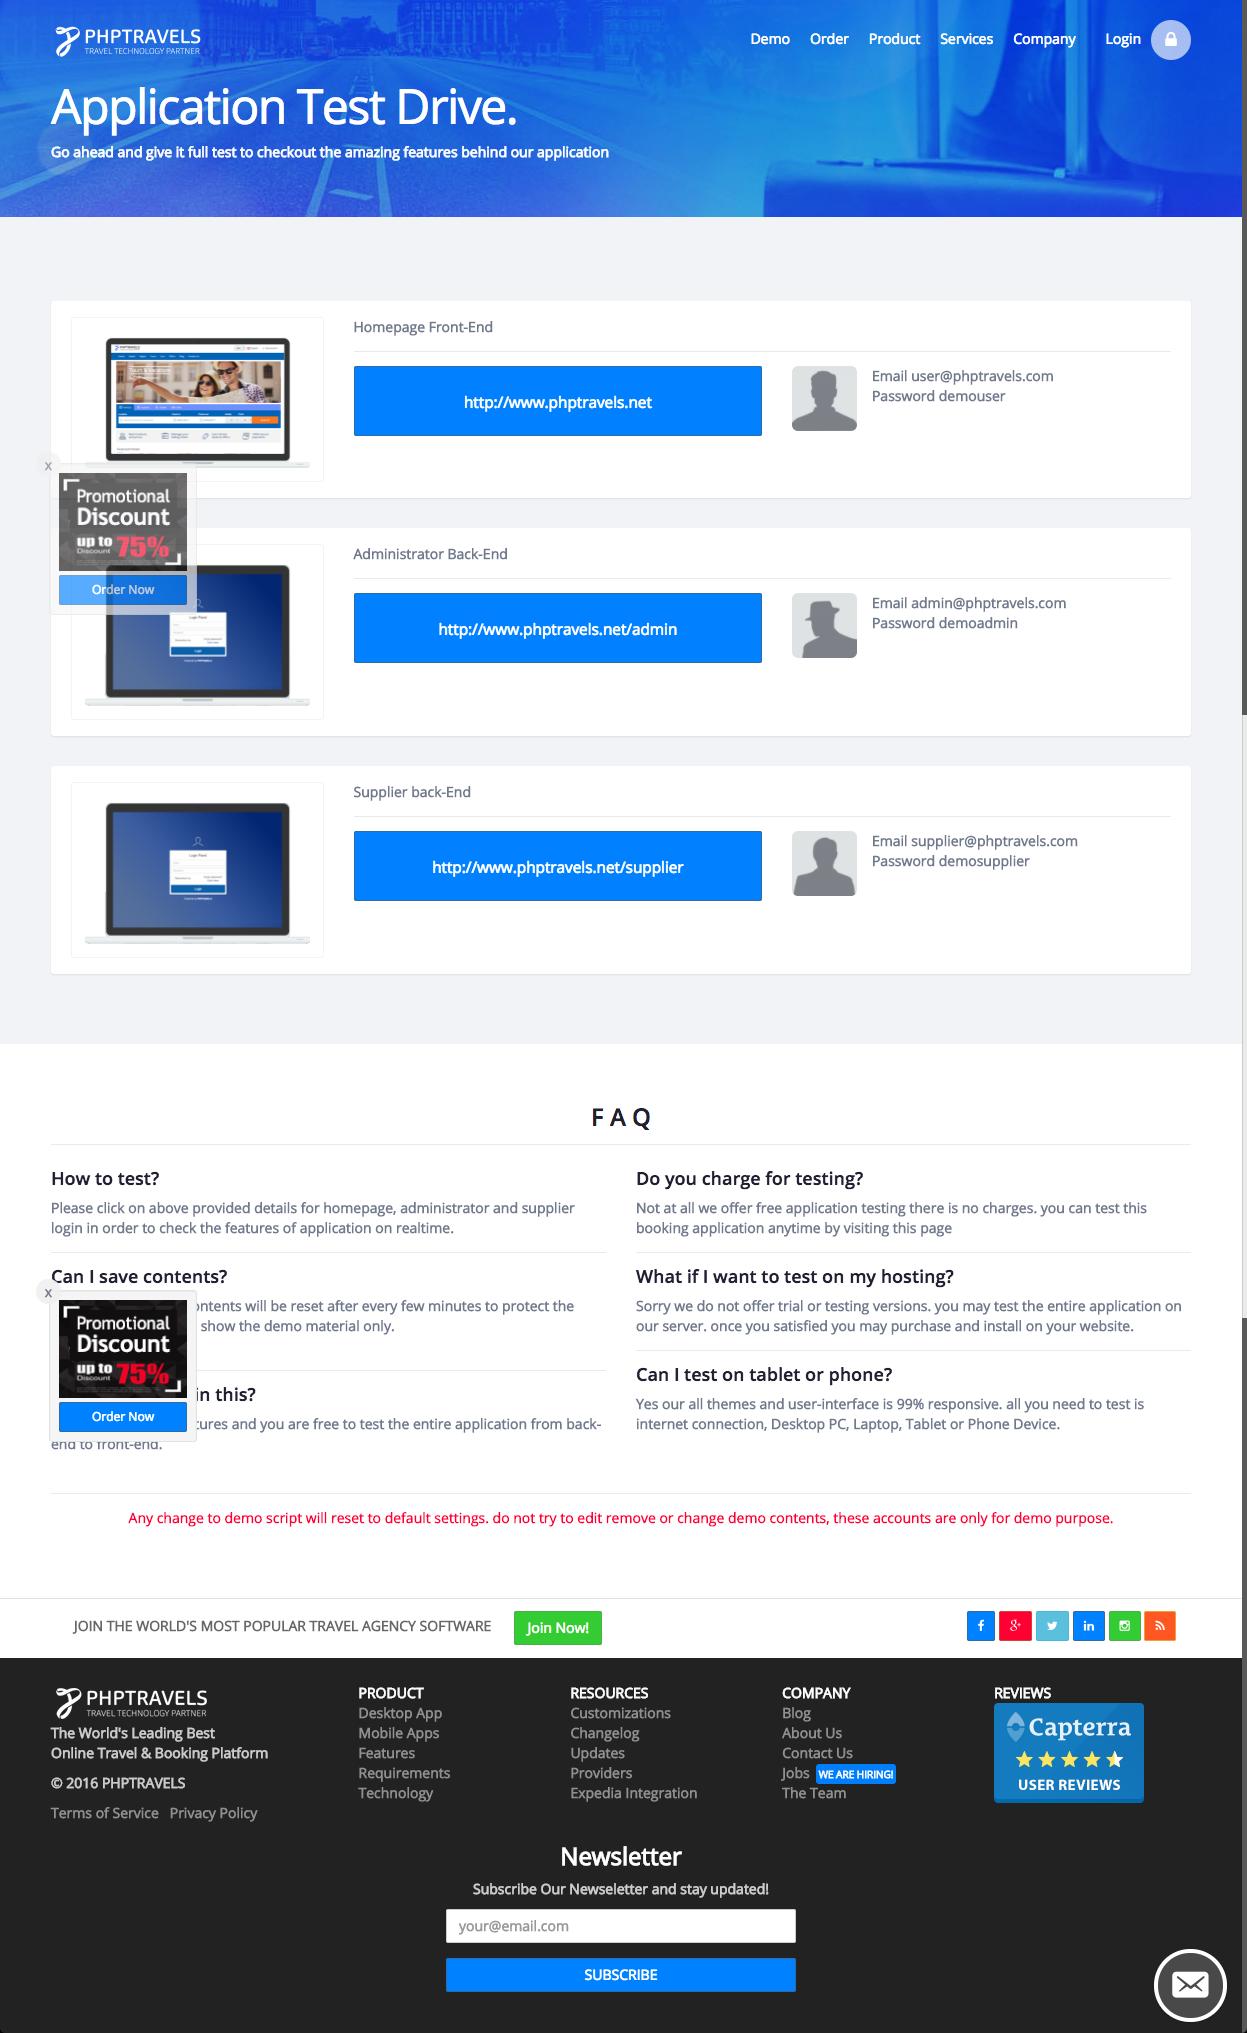 PHPTRAVELS
TRAVEL TECHNOLOGY PARTNER
Demo Order Product Services Company Login
Application Test Drive.
Go ahead and give it full test to checkout the amazing features behind our application
Homepage Front-End
http://www.phptravels.net
Email user@phptravels.com
Password demouser
x
Promotional
Discount
up to 75%
Discount
Order Now
Administrator Back-End
http://www.phptravels.net/admin
Email admin@phptravels.com
Password demoadmin
Login Panel
Login
Supplier back-End
http://www.phptravels.net/supplier
Email supplier@phptravels.com
Password demosupplier
Login Panel
Login
F A Q
How to test?
Please click on above provided details for homepage, administrator and supplier
login in order to check the features of application on realtime.
Do you charge for testing?
Not at all we offer free application testing there is no charges. you can test this
booking application anytime by visiting this page
Can I save contents?
will be reset after every few minutes to protect the
show the demo material only.
What if I want to test on my hosting?
Sorry we do not offer trial or testing versions. you may test the entire application on
our server. once you satisfied you may purchase and install on your website.
x
Promotional
Discount
up to 75%
Discount
Order Now
in this?
and you are free to test the entire application from back-
end to front-end.
Can I test on tablet or phone?
Yes our all themes and user-interface is 99% responsive. all you need to test is
internet connection, Desktop PC, Laptop, Tablet or Phone Device.
Any change to demo script will reset to default settings. do not try to edit remove or change demo contents, these accounts are only for demo purpose.
JOIN THE WORLD'S MOST POPULAR TRAVEL AGENCY SOFTWARE
Join Now!
PHPTRAVELS
TRAVEL TECHNOLOGY PARTNER
The World's Leading Best
Online Travel & Booking Platform
© 2016 PHPTRAVELS
Terms of Service Privacy Policy
PRODUCT
Desktop App
Mobile Apps
Features
Requirements
Technology
RESOURCES
Customizations
Changelog
Updates
Providers
Expedia Integration
COMPANY
Blog
About Us
Contact Us
Jobs WE ARE HIRING!
The Team
REVIEWS
Capterra
USER REVIEWS
Newsletter
Subscribe Our Newseletter and stay updated!
your@email.com
SUBSCRIBE